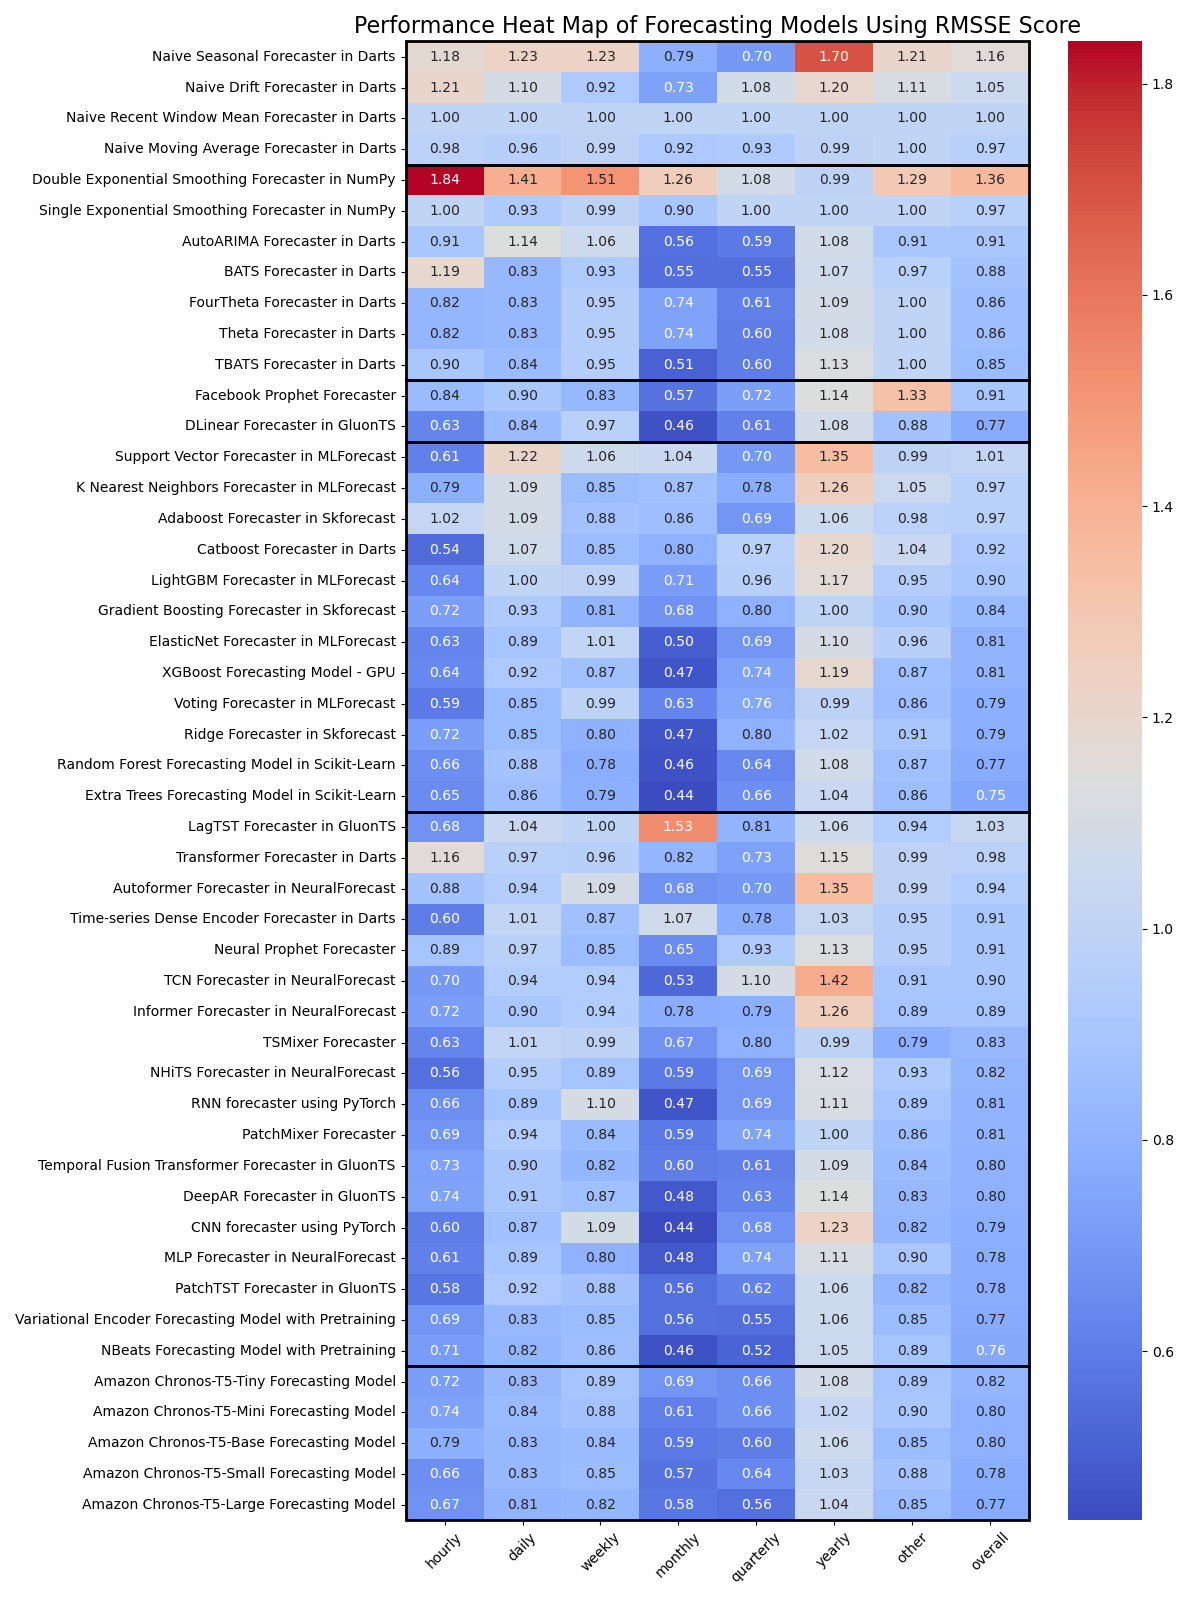 Performance Heat Map of Forecasting Models Using RMSSE Score
Naive Seasonal Forecaster in Darts 1.18 1.23 1.23 0.79 0.70 1.70 1.21 1.16
Naive Drift Forecaster in Darts 1.21 1.10 0.92 0.73 1.08 1.20 1.11 1.05
Naive Recent Window Mean Forecaster in Darts 1.00 1.00 1.00 1.00 1.00 1.00 1.00 1.00
Naive Moving Average Forecaster in Darts 0.98 0.96 0.99 0.92 0.93 0.99 1.00 0.97
Double Exponential Smoothing Forecaster in NumPy 1.84 1.41 1.51 1.26 1.08 0.99 1.29 1.36
Single Exponential Smoothing Forecaster in NumPy 1.00 0.93 0.99 0.90 1.00 1.00 1.00 0.97
AutoARIMA Forecaster in Darts 0.91 1.14 1.06 0.56 0.59 1.08 0.91 0.91
BATS Forecaster in Darts 1.19 0.83 0.93 0.55 0.55 1.07 0.97 0.88
FourTheta Forecaster in Darts 0.82 0.83 0.95 0.74 0.61 1.09 1.00 0.86
Theta Forecaster in Darts 0.82 0.83 0.95 0.74 0.60 1.08 1.00 0.86
TBATS Forecaster in Darts 0.90 0.84 0.95 0.51 0.60 1.13 1.00 0.85
Facebook Prophet Forecaster 0.84 0.90 0.83 0.57 0.72 1.14 1.33 0.91
DLinear Forecaster in GluonTS 0.63 0.84 0.97 0.46 0.61 1.08 0.88 0.77
Support Vector Forecaster in MLForecast 0.61 1.22 1.06 1.04 0.70 1.35 0.99 1.01
K Nearest Neighbors Forecaster in MLForecast 0.79 1.09 0.85 0.87 0.78 1.26 1.05 0.97
Adaboost Forecaster in Skforecast 1.02 1.09 0.88 0.86 0.69 1.06 0.98 0.97
Catboost Forecaster in Darts 0.54 1.07 0.85 0.80 0.97 1.20 1.04 0.92
LightGBM Forecaster in MLForecast 0.64 1.00 0.99 0.71 0.96 1.17 0.95 0.90
Gradient Boosting Forecaster in Skforecast 0.72 0.93 0.81 0.68 0.80 1.00 0.90 0.84
ElasticNet Forecaster in MLForecast 0.63 0.89 1.01 0.50 0.69 1.10 0.96 0.81
XGBoost Forecasting Model - GPU 0.64 0.92 0.87 0.47 0.74 1.19 0.87 0.81
Voting Forecaster in MLForecast 0.59 0.85 0.99 0.63 0.76 0.99 0.86 0.79
Ridge Forecaster in Skforecast 0.72 0.85 0.80 0.47 0.80 1.02 0.91 0.79
Random Forest Forecasting Model in Scikit-Learn 0.66 0.88 0.78 0.46 0.64 1.08 0.87 0.77
Extra Trees Forecasting Model in Scikit-Learn 0.65 0.86 0.79 0.44 0.66 1.04 0.86 0.75
LagTST Forecaster in GluonTS 0.68 1.04 1.00 1.53 0.81 1.06 0.94 1.03
Transformer Forecaster in Darts 1.16 0.97 0.96 0.82 0.73 1.15 0.99 0.98
Autoformer Forecaster in NeuralForecast 0.88 0.94 1.09 0.68 0.70 1.35 0.99 0.94
Time-series Dense Encoder Forecaster in Darts 0.60 1.01 0.87 1.07 0.78 1.03 0.95 0.91
Neural Prophet Forecaster 0.89 0.97 0.85 0.65 0.93 1.13 0.95 0.91
TCN Forecaster in NeuralForecast 0.70 0.94 0.94 0.53 1.10 1.42 0.91 0.90
Informer Forecaster in NeuralForecast 0.72 0.90 0.94 0.78 0.79 1.26 0.89 0.89
TSMixer Forecaster 0.63 1.01 0.99 0.67 0.80 0.99 0.79 0.83
NHiTS Forecaster in NeuralForecast 0.56 0.95 0.89 0.59 0.69 1.12 0.93 0.82
RNN forecaster using PyTorch 0.66 0.89 1.10 0.47 0.69 1.11 0.89 0.81
PatchMixer Forecaster 0.69 0.94 0.84 0.59 0.74 1.00 0.86 0.81
Temporal Fusion Transformer Forecaster in GluonTS 0.73 0.90 0.82 0.60 0.61 1.09 0.84 0.80
DeepAR Forecaster in GluonTS 0.74 0.91 0.87 0.48 0.63 1.14 0.83 0.80
CNN forecaster using PyTorch 0.60 0.87 1.09 0.44 0.68 1.23 0.82 0.79
MLP Forecaster in NeuralForecast 0.61 0.89 0.80 0.48 0.74 1.11 0.90 0.78
PatchTST Forecaster in GluonTS 0.58 0.92 0.88 0.56 0.62 1.06 0.82 0.78
Variational Encoder Forecasting Model with Pretraining 0.69 0.83 0.85 0.56 0.55 1.06 0.85 0.77
NBeats Forecasting Model with Pretraining 0.71 0.82 0.86 0.46 0.52 1.05 0.89 0.76
Amazon Chronos-T5-Tiny Forecasting Model 0.72 0.83 0.89 0.69 0.66 1.08 0.89 0.82
Amazon Chronos-T5-Mini Forecasting Model 0.74 0.84 0.88 0.61 0.66 1.02 0.90 0.80
Amazon Chronos-T5-Base Forecasting Model 0.79 0.83 0.84 0.59 0.60 1.06 0.85 0.80
Amazon Chronos-T5-Small Forecasting Model 0.66 0.83 0.85 0.57 0.64 1.03 0.88 0.78
Amazon Chronos-T5-Large Forecasting Model 0.67 0.81 0.82 0.58 0.56 1.04 0.85 0.77
hourly daily weekly monthly quarterly yearly other overall
1.8
1.6
1.4
1.2
1.0
0.8
0.6